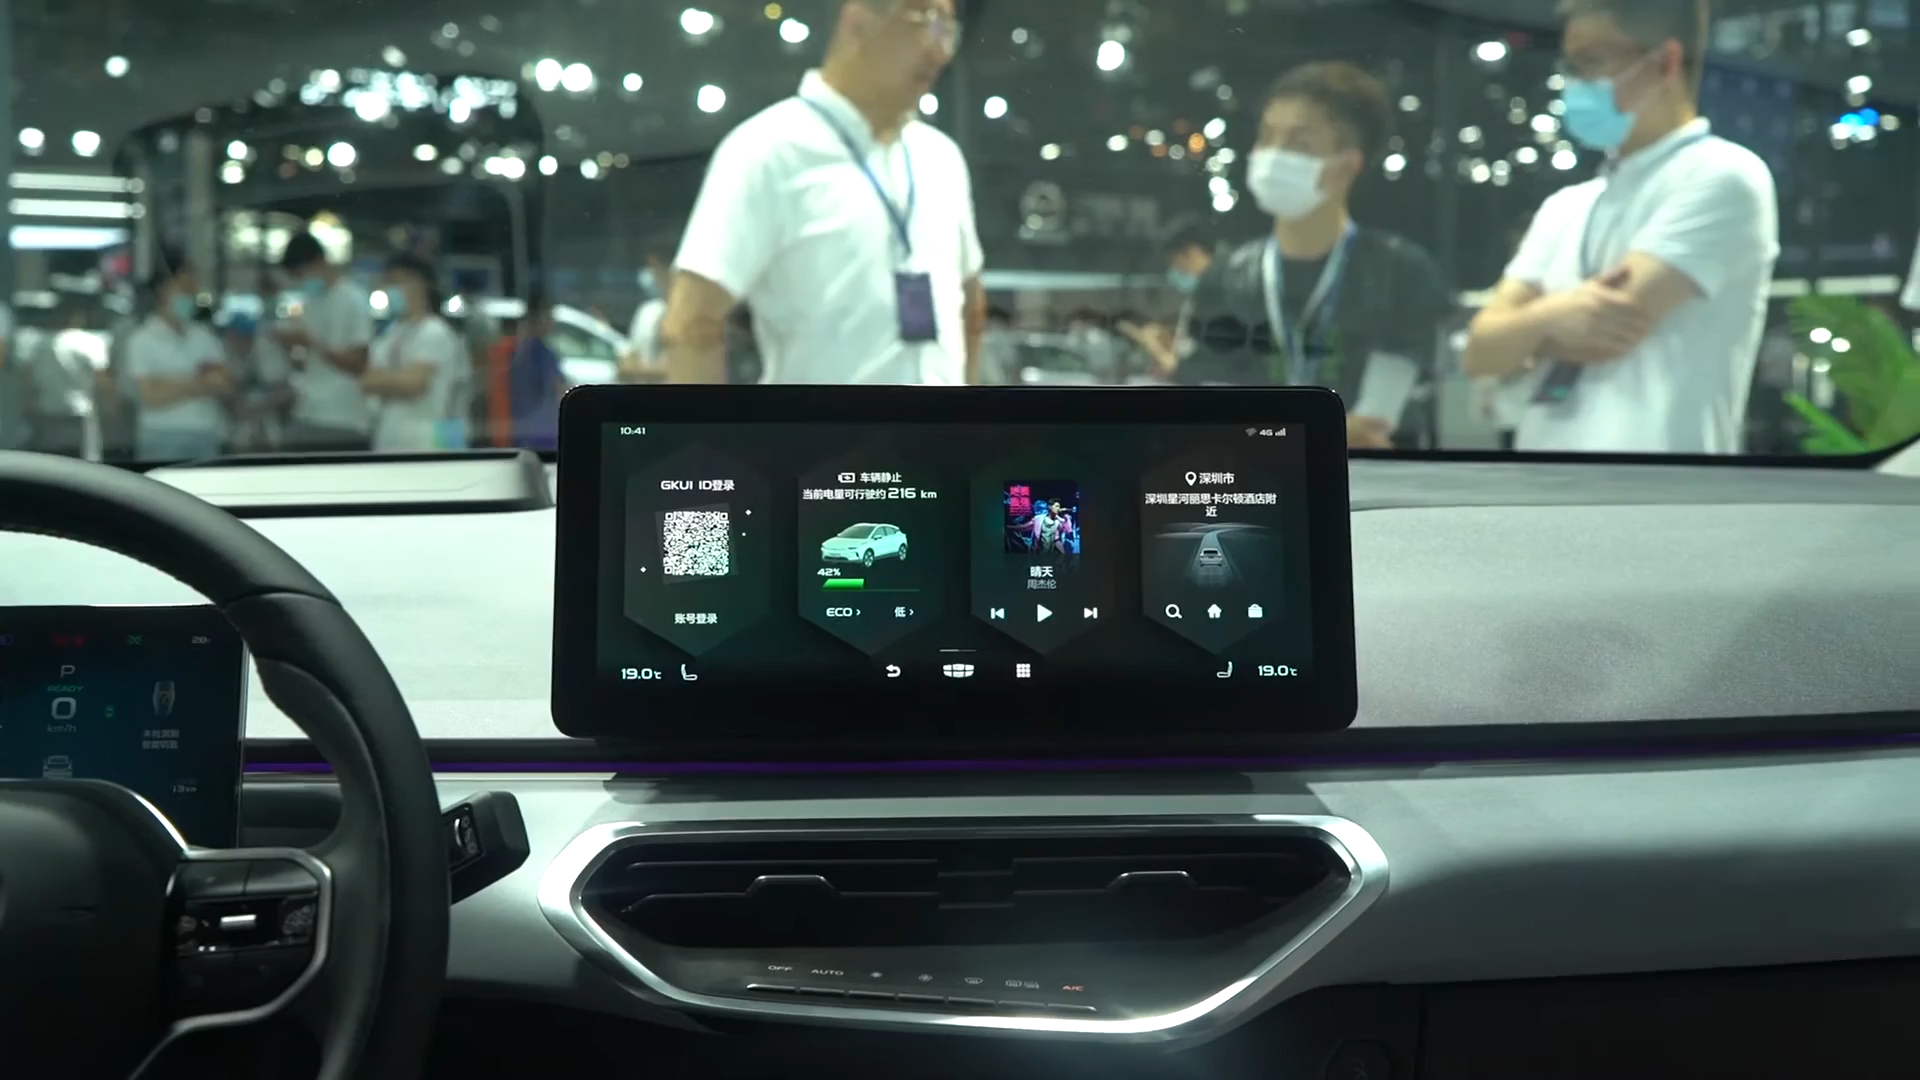 10:41
4G
GKUI ID登录
账号登录
车辆静止
当前电量可行驶约 216 km
42%
ECO ›
低 ›
晴天
周杰伦
深圳市
深圳星河丽思卡尔顿酒店附
近
19.0℃
19.0℃
P
READY
0
km/h
OFF
AUTO
A/C